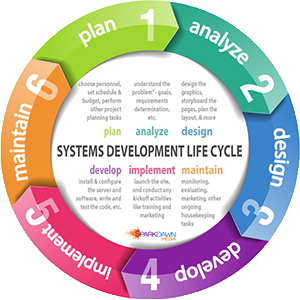 plan 1
analyze 2
design 3
develop 4
implement 5
maintain 6
choose personnel,
set schedule &
budget, perform
other project
planning tasks
plan
understand the
"problem"- goals,
requirements
determination,
etc.
analyze
design the
graphics,
storyboard the
pages, plan the
layout, & more
design
SYSTEMS DEVELOPMENT LIFE CYCLE
develop
install & configure
the server and
software, write and
test the code, etc.
implement
launch the site,
and conduct any
kickoff activities
like training and
marketing
maintain
monitoring,
evaluating,
marketing, other
ongoing
housekeeping
tasks
PARKDAWN
MEDIA